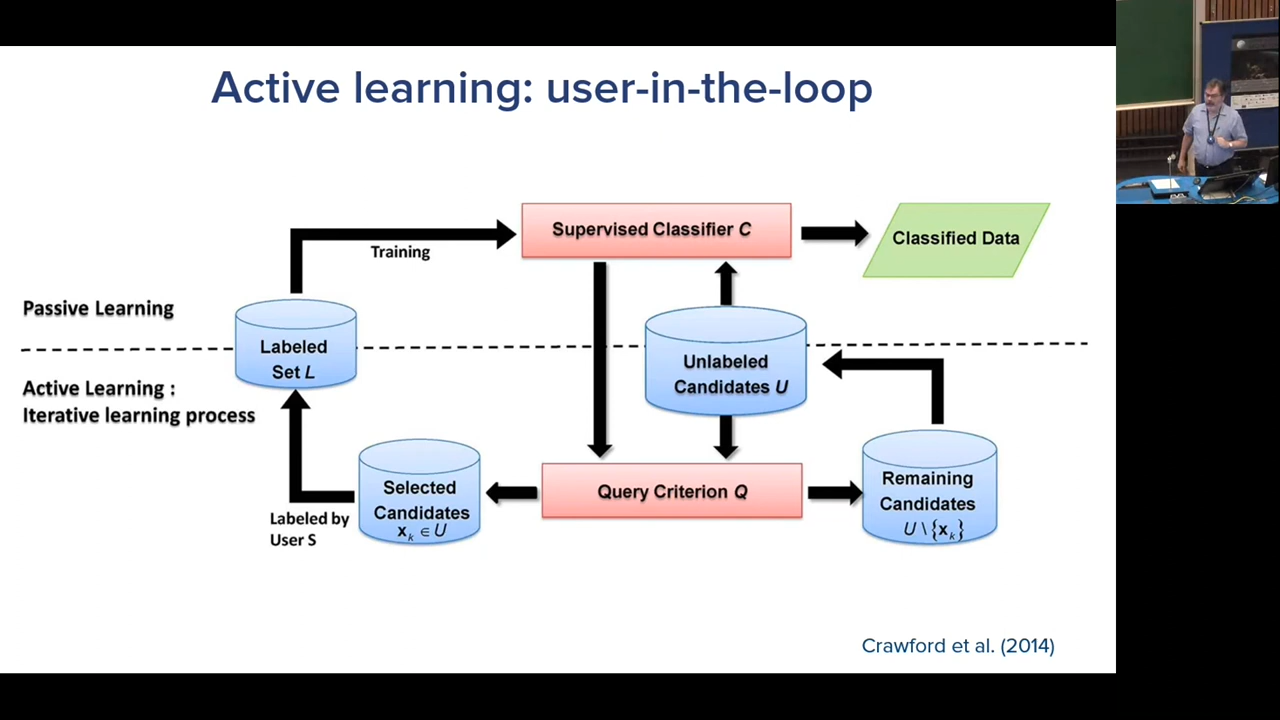 Active learning: user-in-the-loop
Supervised Classifier C
Classified Data
Training
Passive Learning
Labeled
Set L
Unlabeled
Candidates U
Active Learning :
Iterative learning process
Selected
Candidates
xₖ ∈ U
Query Criterion Q
Remaining
Candidates
U \ {xₖ}
Labeled by
User S
Crawford et al. (2014)